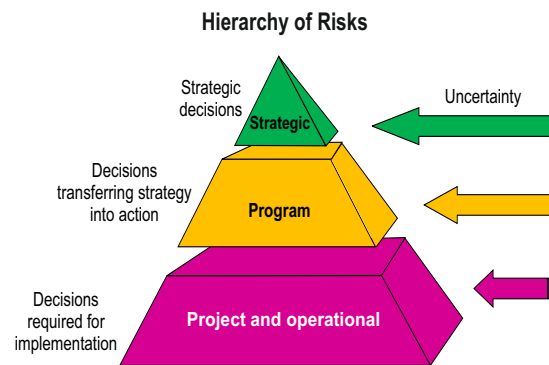 Hierarchy of Risks
Strategic
decisions
Uncertainty
Strategic
Decisions
transferring strategy
into action
Program
Decisions
required for
implementation
Project and operational